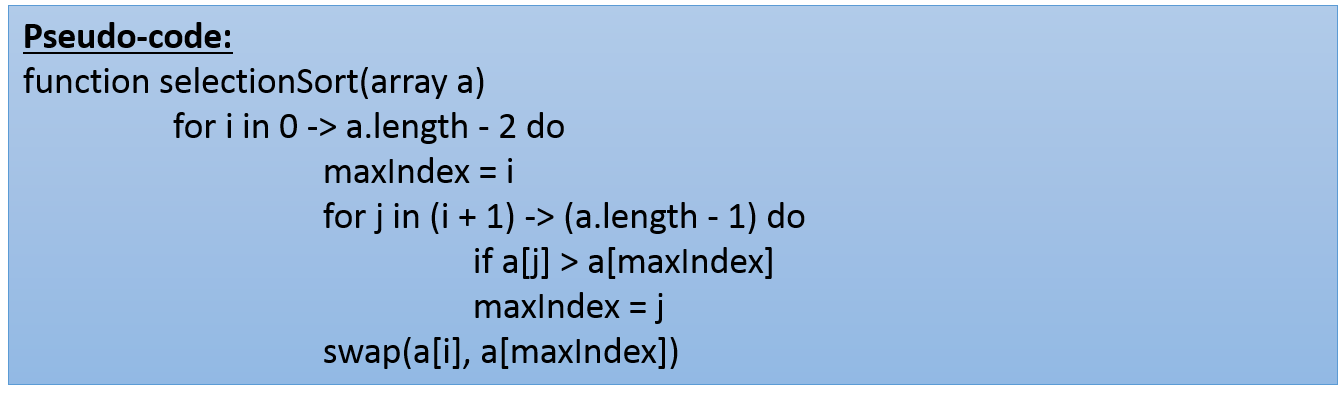 Pseudo-code:
function selectionSort(array a)
for i in 0 -> a.length - 2 do
maxIndex = i
for j in (i + 1) -> (a.length - 1) do
if a[j] > a[maxIndex]
maxIndex = j
swap(a[i], a[maxIndex])